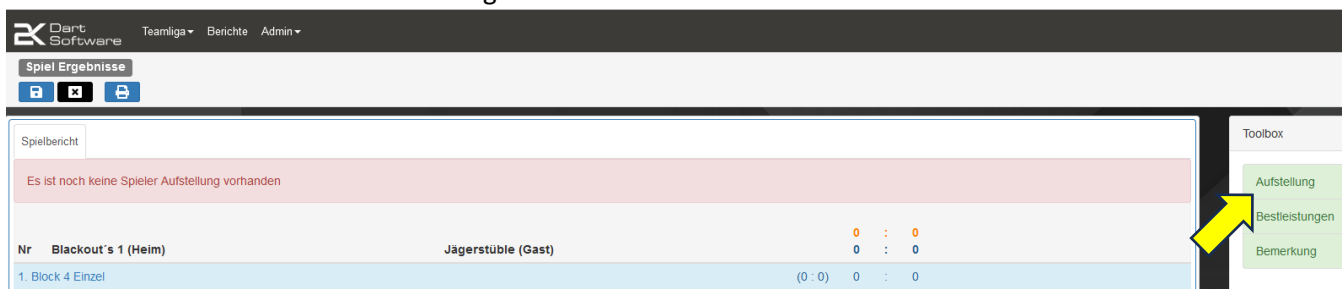 2K Dart Software Teamliga Berichte Admin
Spiel Ergebnisse
Spielbericht
Toolbox
Es ist noch keine Spieler Aufstellung vorhanden
Aufstellung
Bestleistungen
0 : 0
Nr Blackout´s 1 (Heim) Jägerstüble (Gast) 0 : 0
Bemerkung
1. Block 4 Einzel (0 : 0) 0 : 0